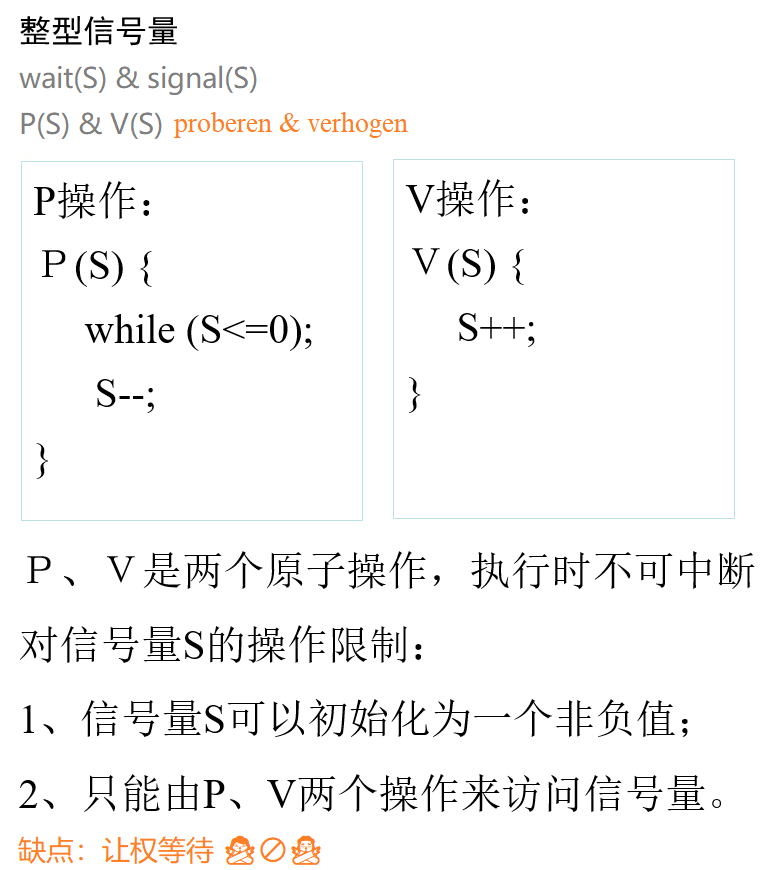 整型信号量
wait(S) & signal(S)
P(S) & V(S) proberen & verhogen
P操作：
Ｐ(S) {
while (S<=0);
S--;
}
V操作：
Ｖ(S) {
S++;
}
Ｐ、Ｖ是两个原子操作，执行时不可中断
对信号量S的操作限制：
1、信号量S可以初始化为一个非负值；
2、只能由P、V两个操作来访问信号量。
缺点：让权等待 🙅🚫🙅